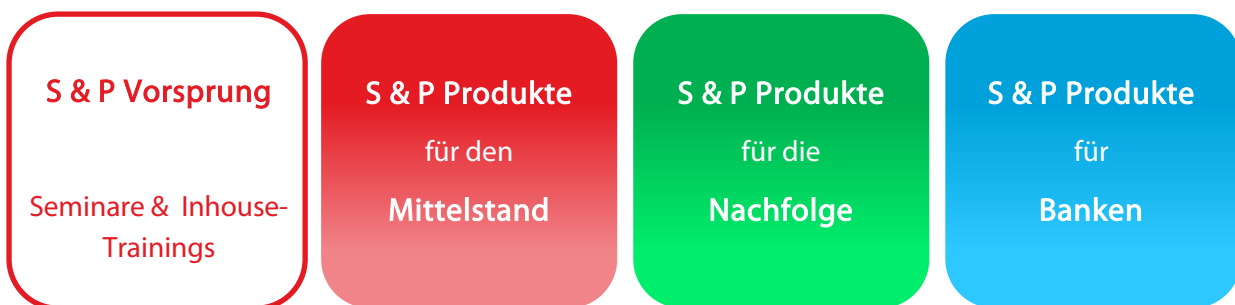 S & P Vorsprung
Seminare & Inhouse-
Trainings
S & P Produkte
für den
Mittelstand
S & P Produkte
für die
Nachfolge
S & P Produkte
für
Banken